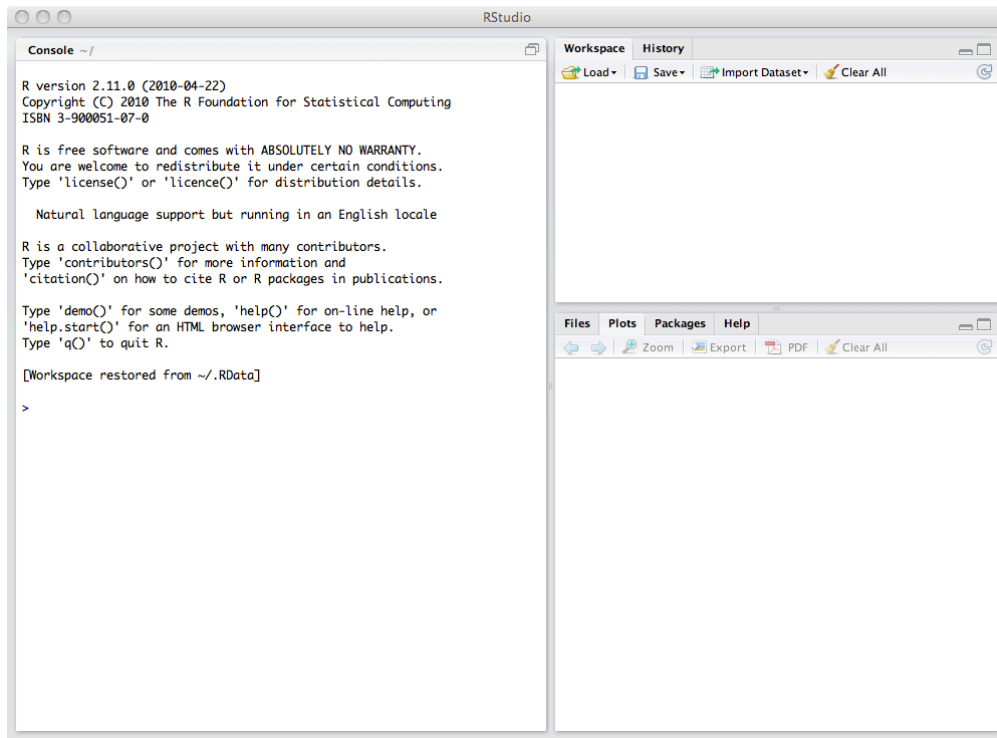 RStudio
Console ~/
R version 2.11.0 (2010-04-22)
Copyright (C) 2010 The R Foundation for Statistical Computing
ISBN 3-900051-07-0
R is free software and comes with ABSOLUTELY NO WARRANTY.
You are welcome to redistribute it under certain conditions.
Type 'license()' or 'licence()' for distribution details.
Natural language support but running in an English locale
R is a collaborative project with many contributors.
Type 'contributors()' for more information and
'citation()' on how to cite R or R packages in publications.
Type 'demo()' for some demos, 'help()' for on-line help, or
'help.start()' for an HTML browser interface to help.
Type 'q()' to quit R.
[Workspace restored from ~/.RData]
>
Workspace History
Load Save Import Dataset Clear All
Files Plots Packages Help
Zoom Export PDF Clear All